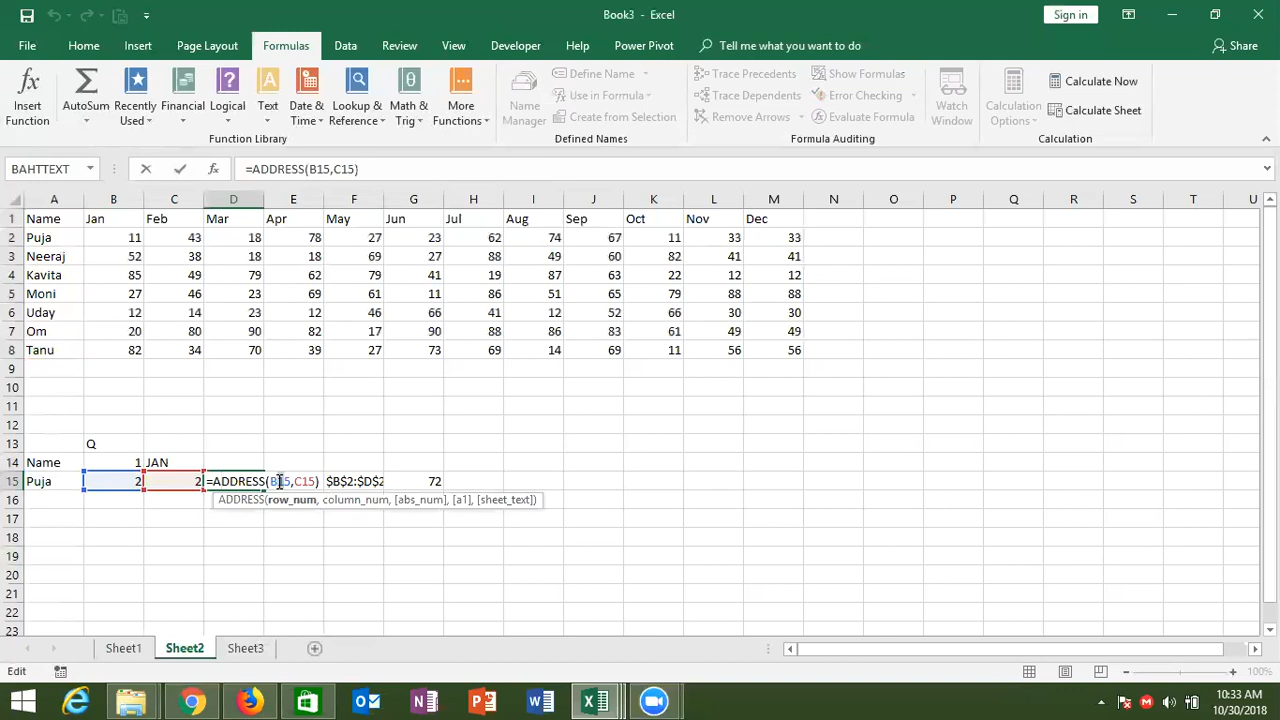 Book3 - Excel
Sign in
File Home Insert Page Layout Formulas Data Review View Developer Help Power Pivot Tell me what you want to do Share
Insert Function
AutoSum
Recently Used
Financial
Logical
Text
Date & Time
Lookup & Reference
Math & Trig
More Functions
Function Library
Name Manager
Define Name
Use in Formula
Create from Selection
Defined Names
Trace Precedents
Trace Dependents
Remove Arrows
Show Formulas
Error Checking
Evaluate Formula
Formula Auditing
Watch Window
Calculation Options
Calculate Now
Calculate Sheet
Calculation
BAHTTEXT fx =ADDRESS(B15,C15)
A B C D E F G H I J K L M N O P Q R S T U
1 Name Jan Feb Mar Apr May Jun Jul Aug Sep Oct Nov Dec
2 Puja 11 43 18 78 27 23 62 74 67 11 33 33
3 Neeraj 52 38 18 18 69 27 88 49 60 82 41 41
4 Kavita 85 49 79 62 79 41 19 87 63 22 12 12
5 Moni 27 46 23 69 61 11 86 51 65 79 88 88
6 Uday 12 14 23 12 46 66 41 12 52 66 30 30
7 Om 20 80 90 82 17 90 88 86 83 61 49 49
8 Tanu 82 34 70 39 27 73 69 14 69 11 56 56
9
10
11
12
13 Q
14 Name 1 JAN
15 Puja 2 2 =ADDRESS(B15,C15) $B$2:$D$2 72
16 ADDRESS(row_num, column_num, [abs_num], [a1], [sheet_text])
17
18
19
20
21
22
23
Sheet1 Sheet2 Sheet3
Edit 100%
10:33 AM
10/30/2018